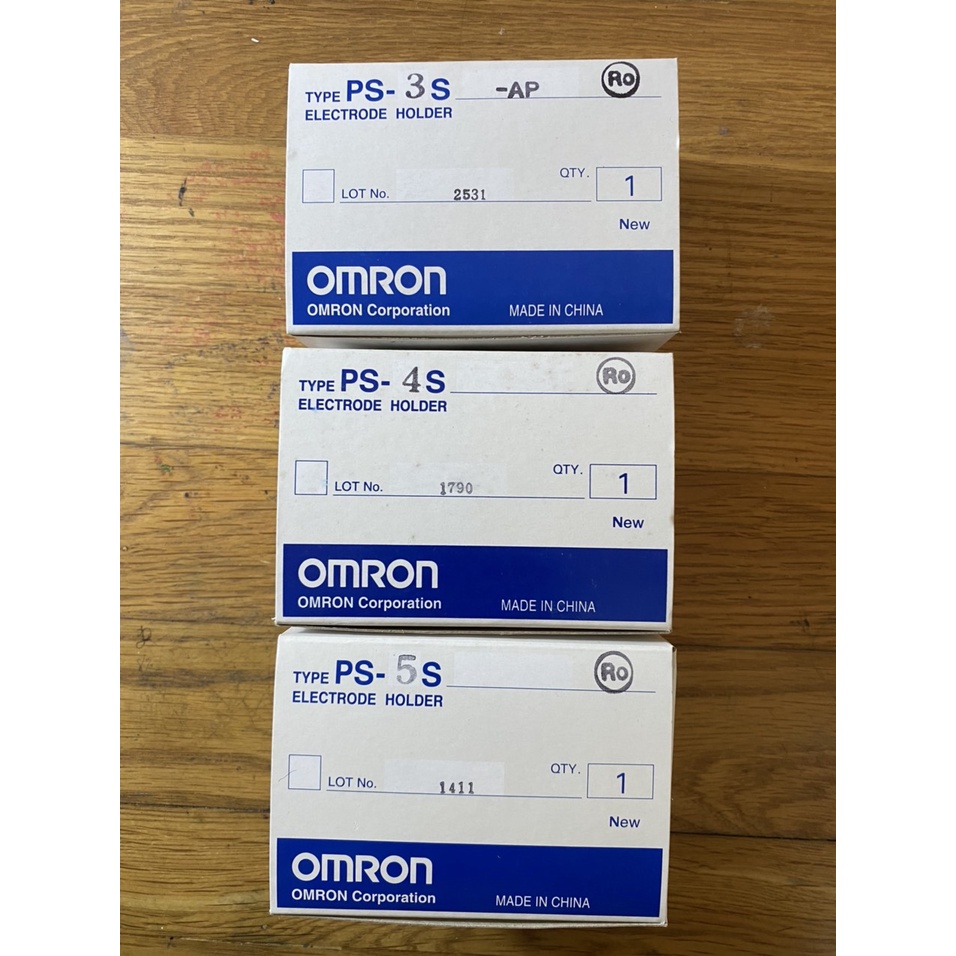 TYPE PS-3S -AP Ro
ELECTRODE HOLDER
QTY. 1
LOT No. 2531
New
OMRON
OMRON Corporation MADE IN CHINA
TYPE PS-4S Ro
ELECTRODE HOLDER
QTY. 1
LOT No. 1790
New
OMRON
OMRON Corporation MADE IN CHINA
TYPE PS-5S Ro
ELECTRODE HOLDER
QTY. 1
LOT No. 1411
New
OMRON
OMRON Corporation MADE IN CHINA